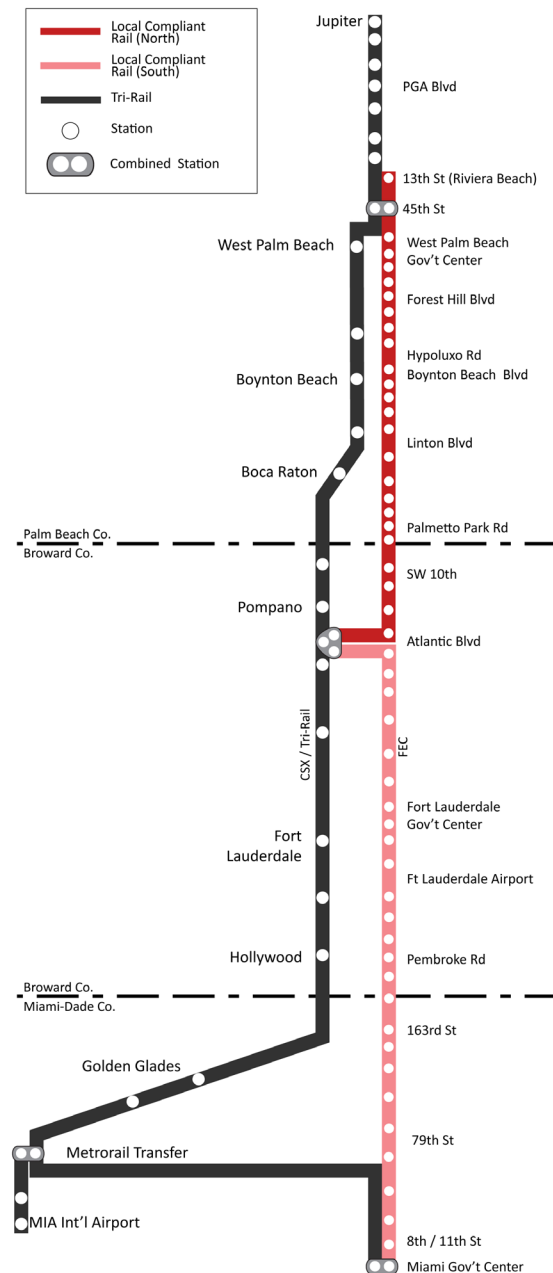 Jupiter
Local Compliant
Rail (North)
Local Compliant
Rail (South)
Tri-Rail
Station
Combined Station
PGA Blvd
13th St (Riviera Beach)
45th St
West Palm Beach
West Palm Beach
Gov't Center
Forest Hill Blvd
Hypoluxo Rd
Boynton Beach
Boynton Beach Blvd
Linton Blvd
Boca Raton
Palmetto Park Rd
Palm Beach Co.
Broward Co.
SW 10th
Pompano
Atlantic Blvd
CSX / Tri-Rail
FEC
Fort Lauderdale
Gov't Center
Fort
Lauderdale
Ft Lauderdale Airport
Hollywood
Pembroke Rd
Broward Co.
Miami-Dade Co.
163rd St
Golden Glades
79th St
Metrorail Transfer
MIA Int'l Airport
8th / 11th St
Miami Gov't Center